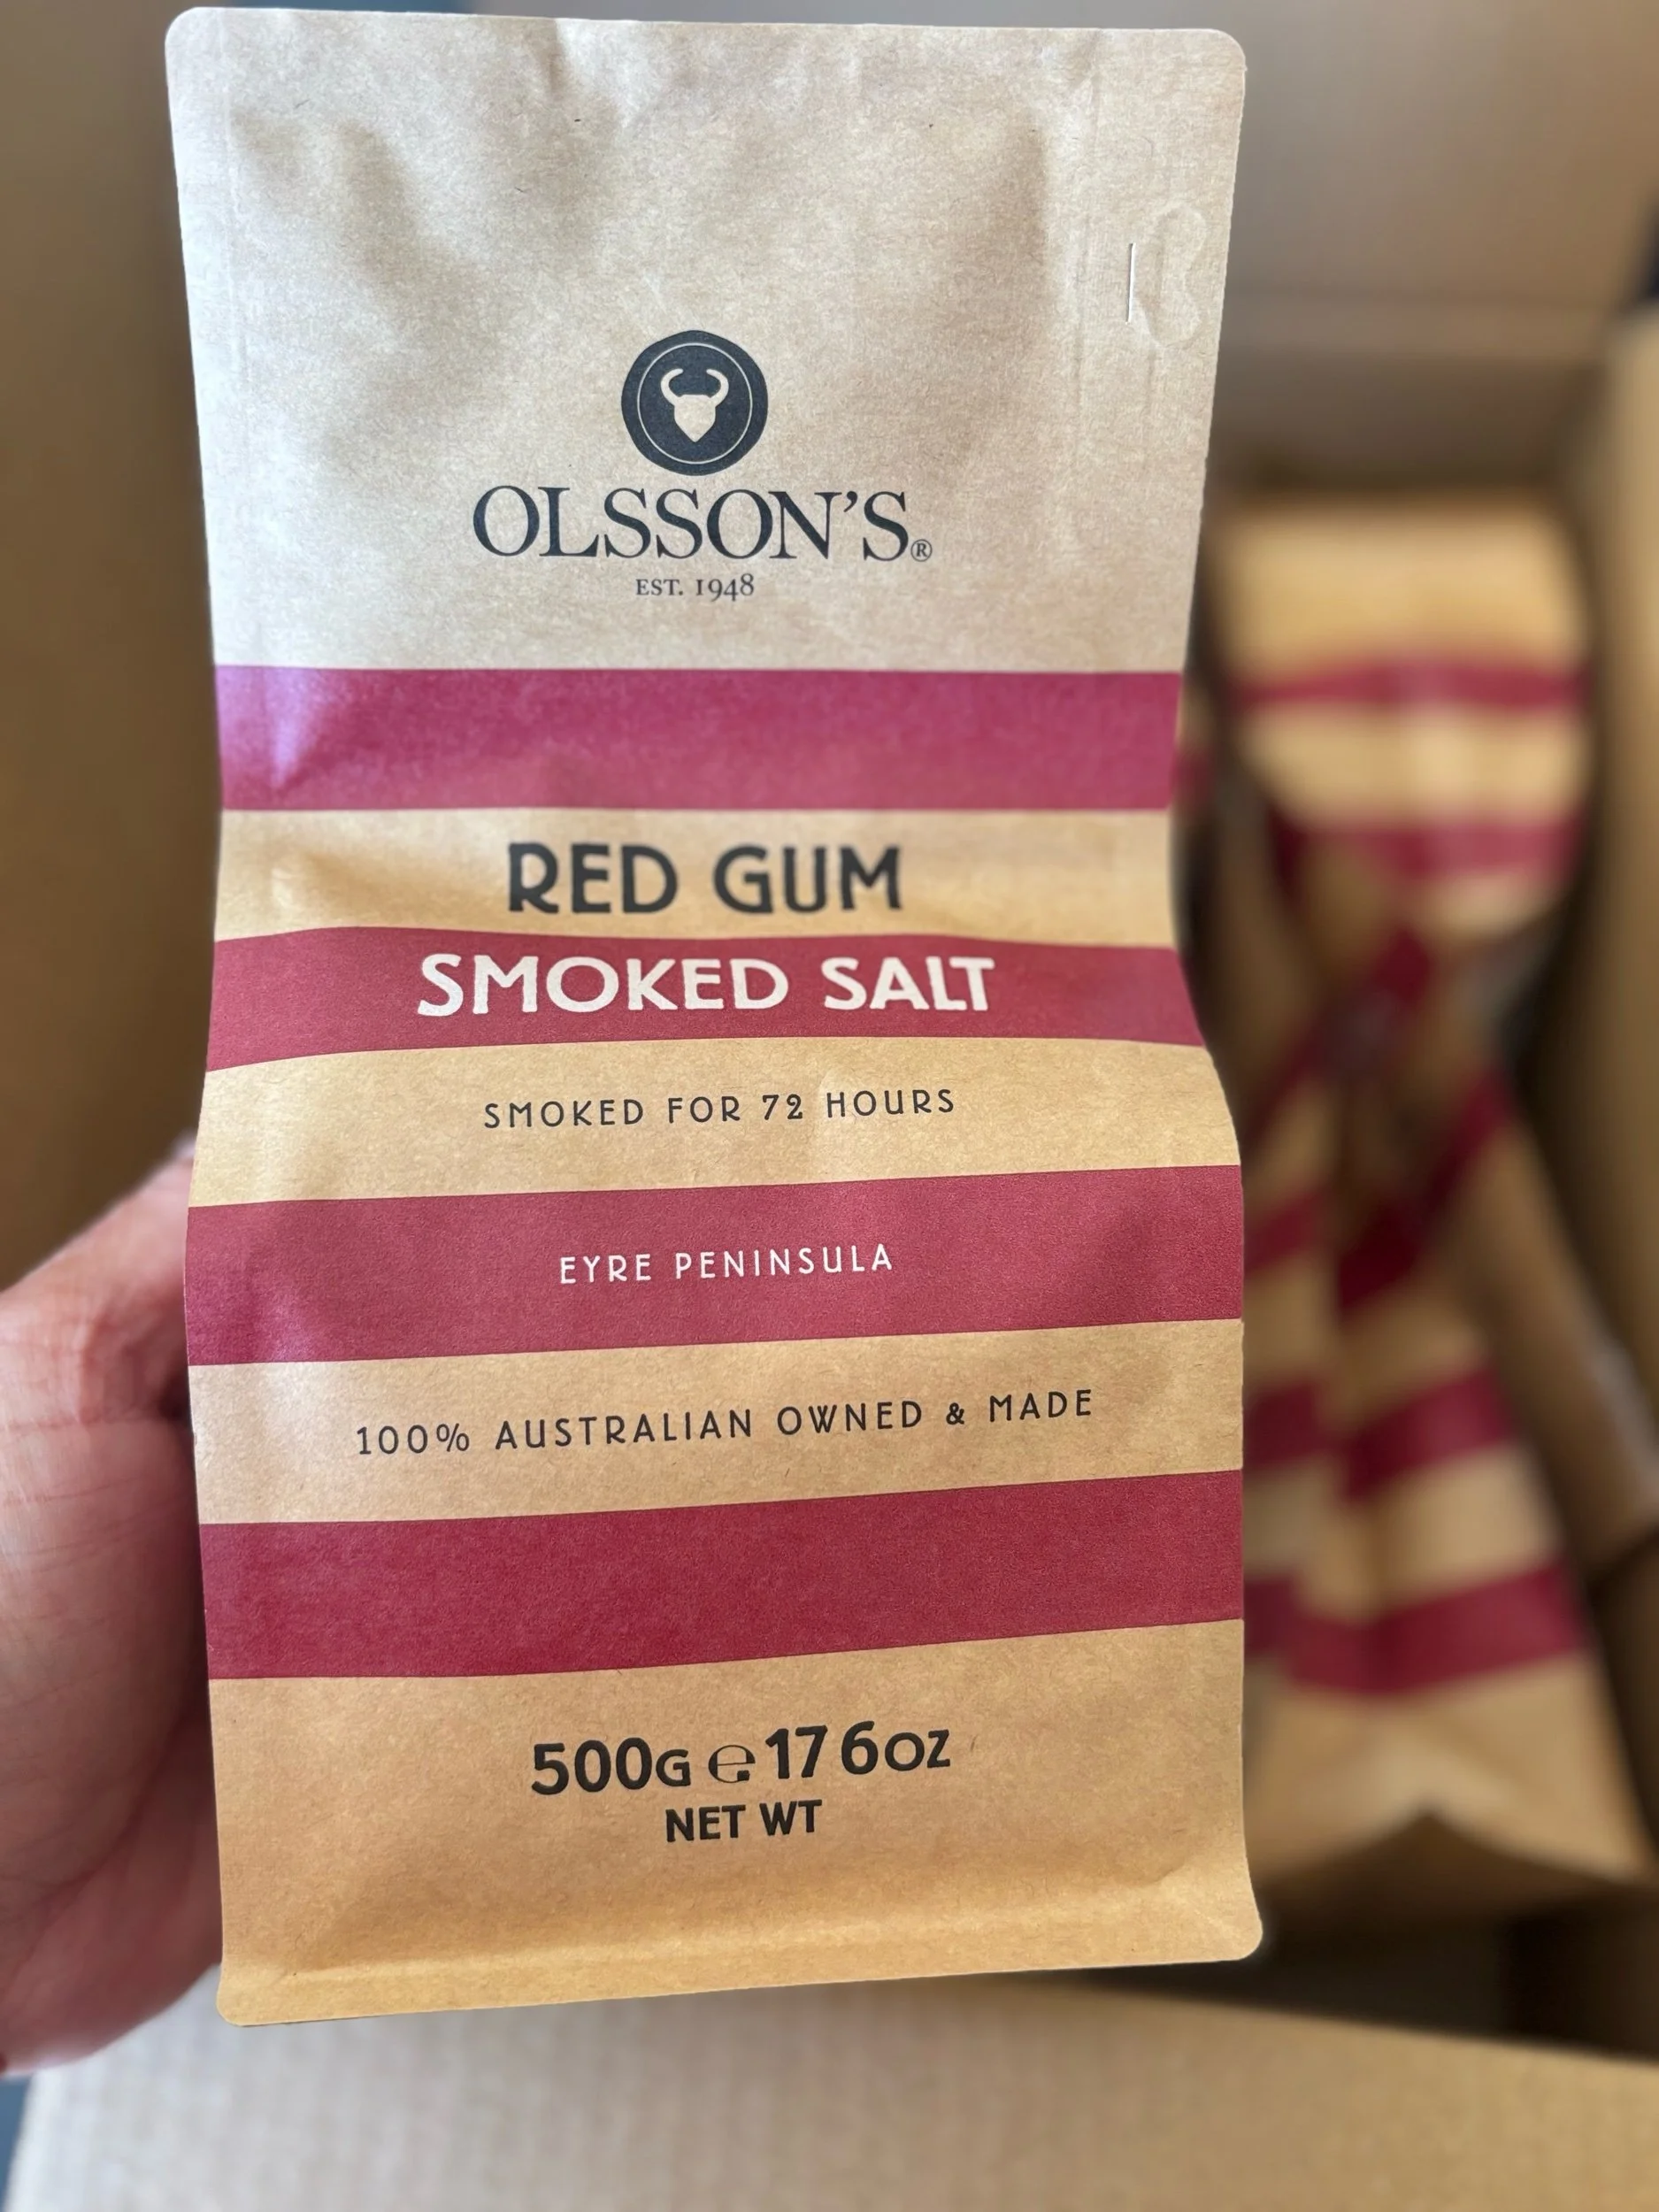 OLSSON'S®
EST. 1948
RED GUM
SMOKED SALT
SMOKED FOR 72 HOURS
EYRE PENINSULA
100% AUSTRALIAN OWNED & MADE
500G ℮ 17 6OZ
NET WT